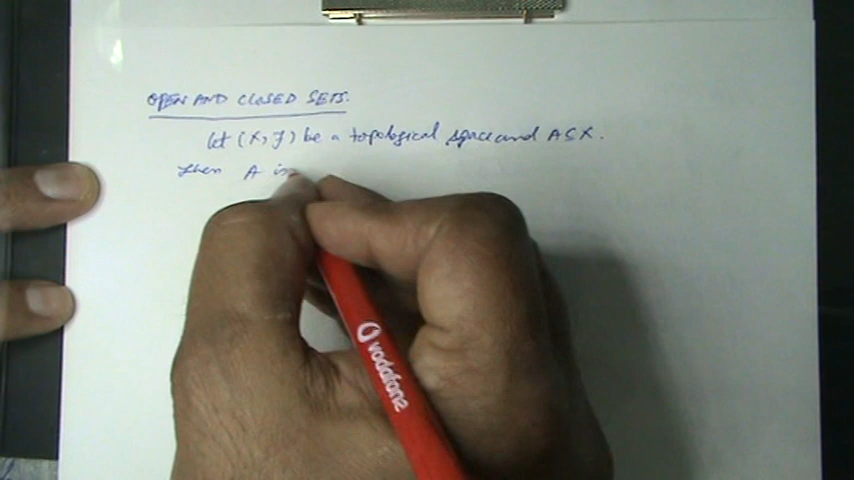 OPEN AND CLOSED SETS.
Let (X, J) be a topological space and A ⊆ X.
Then A is
vodafone